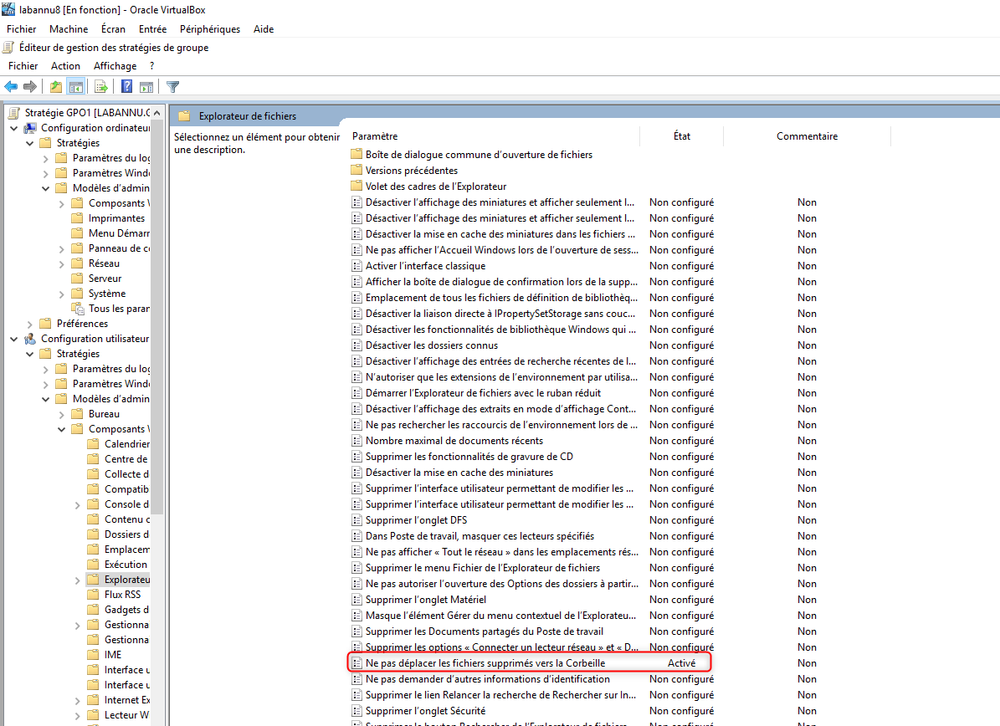 labannu8 [En fonction] - Oracle VirtualBox
Fichier Machine Écran Entrée Périphériques Aide
Éditeur de gestion des stratégies de groupe
Fichier Action Affichage ?
Stratégie GPO1 [LABANNU.G
Configuration ordinateur
Stratégies
Paramètres du log
Paramètres Windo
Modèles d'admin
Composants W
Imprimantes
Menu Démarr
Panneau de co
Réseau
Serveur
Système
Tous les paran
Préférences
Configuration utilisateur
Stratégies
Paramètres du log
Paramètres Windo
Modèles d'admin
Bureau
Composants W
Calendrier
Centre de
Collecte d
Compatib
Console d
Contenu c
Dossiers d
Emplacem
Exécution
Explorateu
Flux RSS
Gadgets d
Gestionna
Gestionna
IME
Interface u
Interface u
Internet Ex
Lecteur W
Explorateur de fichiers
Sélectionnez un élément pour obtenir
une description.
Paramètre État Commentaire
Boîte de dialogue commune d'ouverture de fichiers
Versions précédentes
Volet des cadres de l'Explorateur
Désactiver l'affichage des miniatures et afficher seulement l... Non configuré Non
Désactiver l'affichage des miniatures et afficher seulement l... Non configuré Non
Désactiver la mise en cache des miniatures dans les fichiers ... Non configuré Non
Ne pas afficher l'Accueil Windows lors de l'ouverture de sess... Non configuré Non
Activer l'interface classique Non configuré Non
Afficher la boîte de dialogue de confirmation lors de la supp... Non configuré Non
Emplacement de tous les fichiers de définition de bibliothèq... Non configuré Non
Désactiver la liaison directe à IPropertySetStorage sans couc... Non configuré Non
Désactiver les fonctionnalités de bibliothèque Windows qui ... Non configuré Non
Désactiver les dossiers connus Non configuré Non
Désactiver l'affichage des entrées de recherche récentes de l... Non configuré Non
N'autoriser que les extensions de l'environnement par utilisa... Non configuré Non
Démarrer l'Explorateur de fichiers avec le ruban réduit Non configuré Non
Désactiver l'affichage des extraits en mode d'affichage Cont... Non configuré Non
Ne pas rechercher les raccourcis de l'environnement lors de ... Non configuré Non
Nombre maximal de documents récents Non configuré Non
Supprimer les fonctionnalités de gravure de CD Non configuré Non
Désactiver la mise en cache des miniatures Non configuré Non
Supprimer l'interface utilisateur permettant de modifier les ... Non configuré Non
Supprimer l'interface utilisateur permettant de modifier les ... Non configuré Non
Supprimer l'onglet DFS Non configuré Non
Dans Poste de travail, masquer ces lecteurs spécifiés Non configuré Non
Ne pas afficher « Tout le réseau » dans les emplacements rés... Non configuré Non
Supprimer le menu Fichier de l'Explorateur de fichiers Non configuré Non
Ne pas autoriser l'ouverture des Options des dossiers à partir... Non configuré Non
Supprimer l'onglet Matériel Non configuré Non
Masque l'élément Gérer du menu contextuel de l'Explorateu... Non configuré Non
Supprimer les Documents partagés du Poste de travail Non configuré Non
Supprimer les options « Connecter un lecteur réseau » et « D... Non configuré Non
Ne pas déplacer les fichiers supprimés vers la Corbeille Activé Non
Ne pas demander d'autres informations d'identification Non configuré Non
Supprimer le lien Relancer la recherche de Rechercher sur In... Non configuré Non
Supprimer l'onglet Sécurité Non configuré Non
Supprimer le bouton Rechercher de l'Explorateur de fichiers Non configuré Non